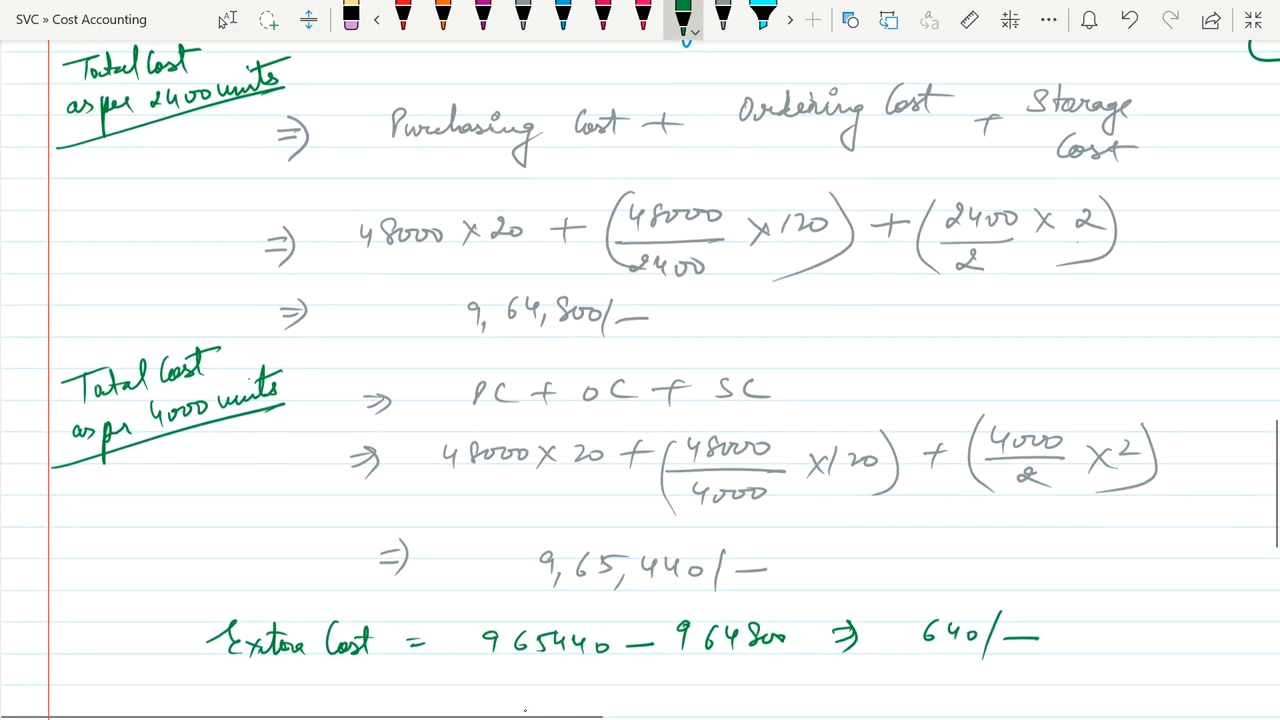 SVC » Cost Accounting
Total Cost
as per 2400 units
⇒ Purchasing Cost + Ordering Cost + Storage Cost
⇒ 48000 × 20 + (48000/2400 × 120) + (2400/2 × 2)
⇒ 9,64,800/—
Total Cost
as per 4000 units
⇒ PC + OC + SC
⇒ 48000 × 20 + (48000/4000 × 120) + (4000/2 × 2)
⇒ 9,65,440/—
Extra Cost = 965440 — 964800 ⇒ 640/—